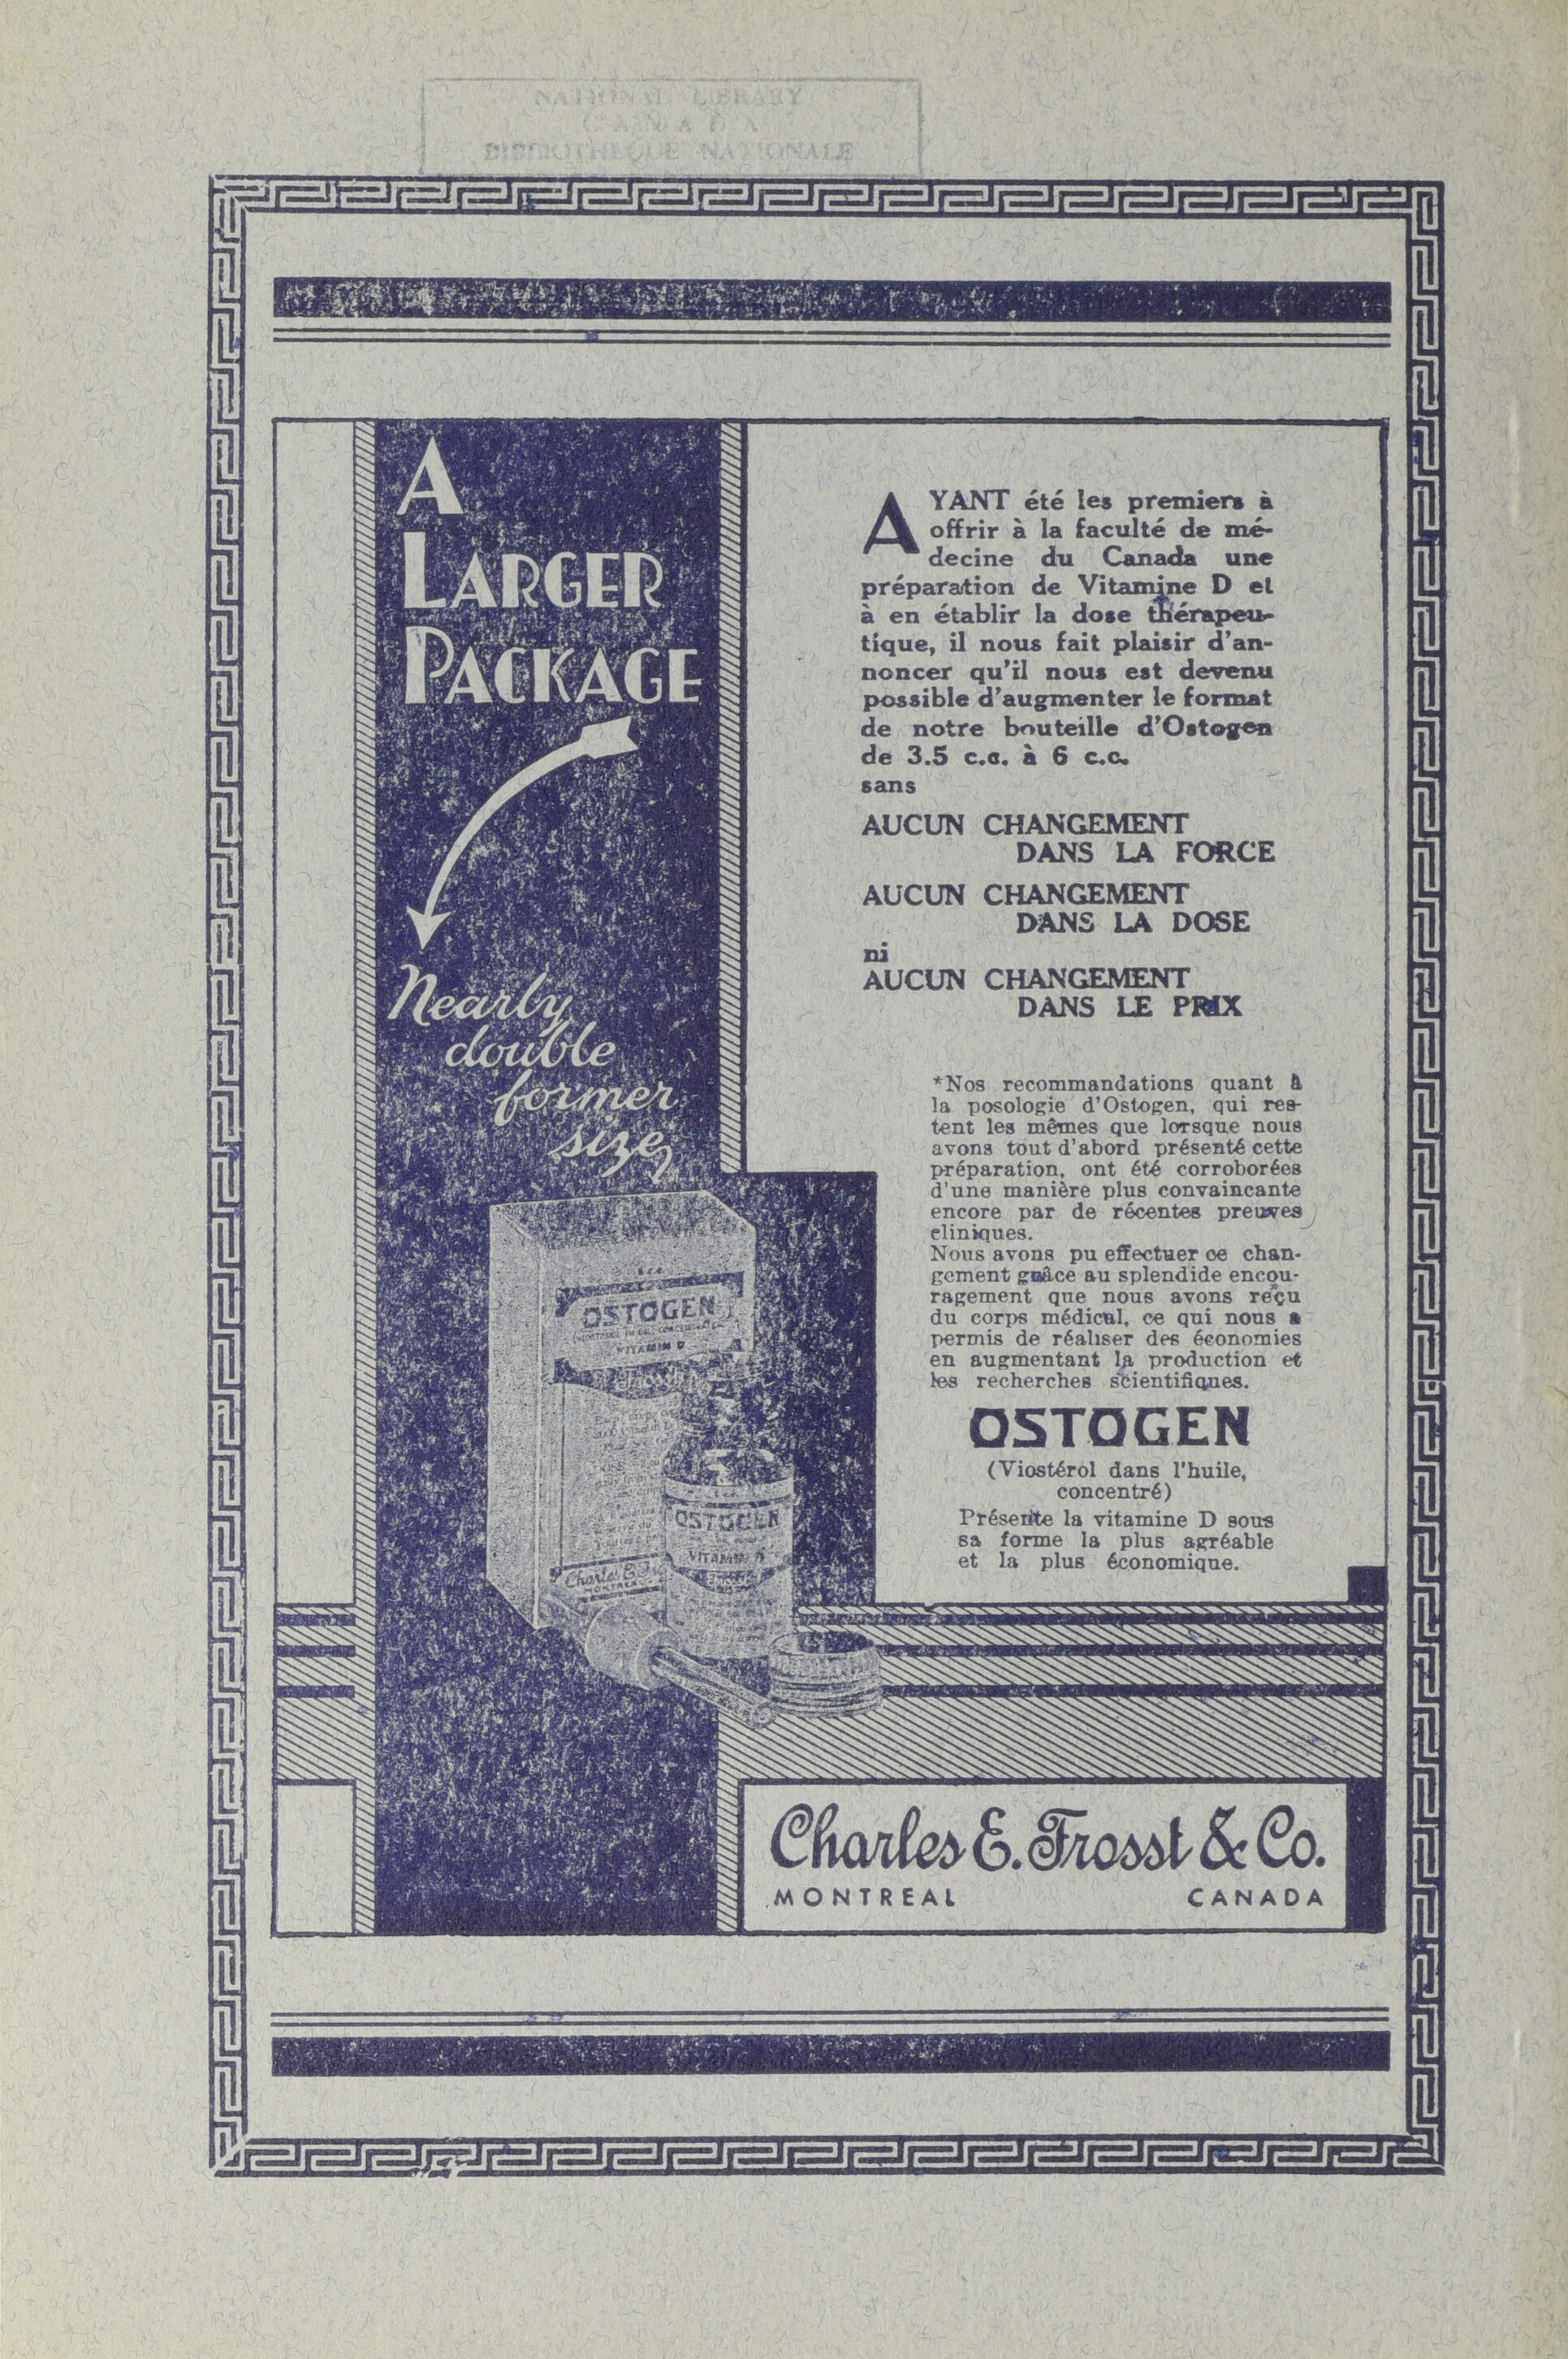 NATIONAL LIBRARY
CANADA
BIBLIOTHEQUE NATIONALE
A
LARGER
PACKAGE
Nearly
double
former
size
AYANT été les premiers à
offrir à la faculté de mé-
decine du Canada une
préparation de Vitamine D et
à en établir la dose thérapeu-
tique, il nous fait plaisir d'an-
noncer qu'il nous est devenu
possible d'augmenter le format
de notre bouteille d'Ostogen
de 3.5 c.c. à 6 c.c.
sans
AUCUN CHANGEMENT
DANS LA FORCE
AUCUN CHANGEMENT
DANS LA DOSE
ni
AUCUN CHANGEMENT
DANS LE PRIX
*Nos recommandations quant à
la posologie d'Ostogen, qui res-
tent les mêmes que lorsque nous
avons tout d'abord présenté cette
préparation, ont été corroborées
d'une manière plus convaincante
encore par de récentes preuves
cliniques.
Nous avons pu effectuer ce chan-
gement grâce au splendide encou-
ragement que nous avons reçu
du corps médical, ce qui nous a
permis de réaliser des économies
en augmentant la production et
les recherches scientifiques.
OSTOGEN
(Viostérol dans l'huile,
concentré)
Présente la vitamine D sous
sa forme la plus agréable
et la plus économique.
OSTOGEN
VITAMIN D
Frosst
Charles E. F
MONTREAL
OSTOGEN
VITAMIN D
Charles E. Frosst & Co.
MONTREAL CANADA